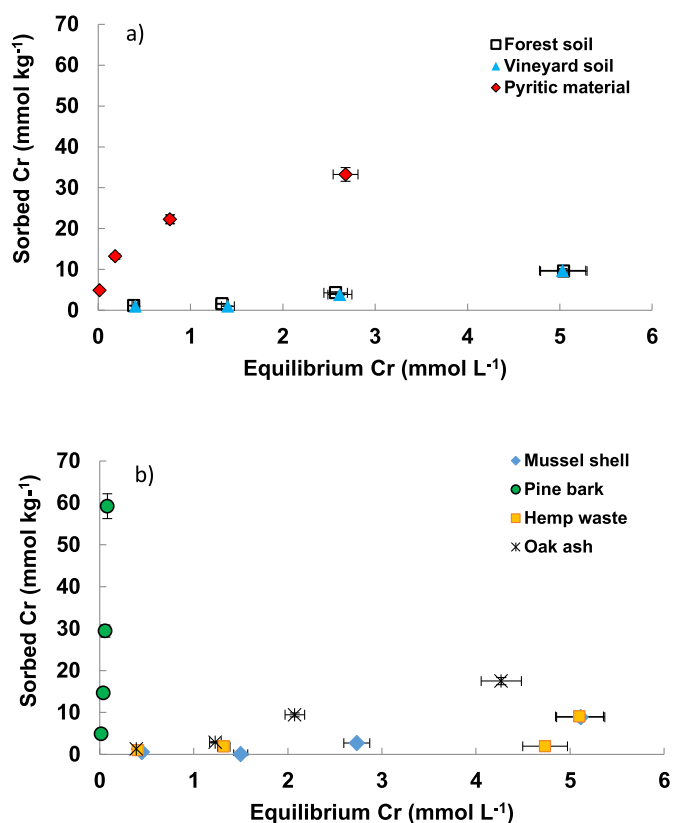 a)
70
60
50
40
30
20
10
0
Sorbed Cr (mmol kg⁻¹)
Forest soil
Vineyard soil
Pyritic material
0 1 2 3 4 5 6
Equilibrium Cr (mmol L⁻¹)
b)
70
60
50
40
30
20
10
0
Sorbed Cr (mmol kg⁻¹)
Mussel shell
Pine bark
Hemp waste
Oak ash
0 1 2 3 4 5 6
Equilibrium Cr (mmol L⁻¹)